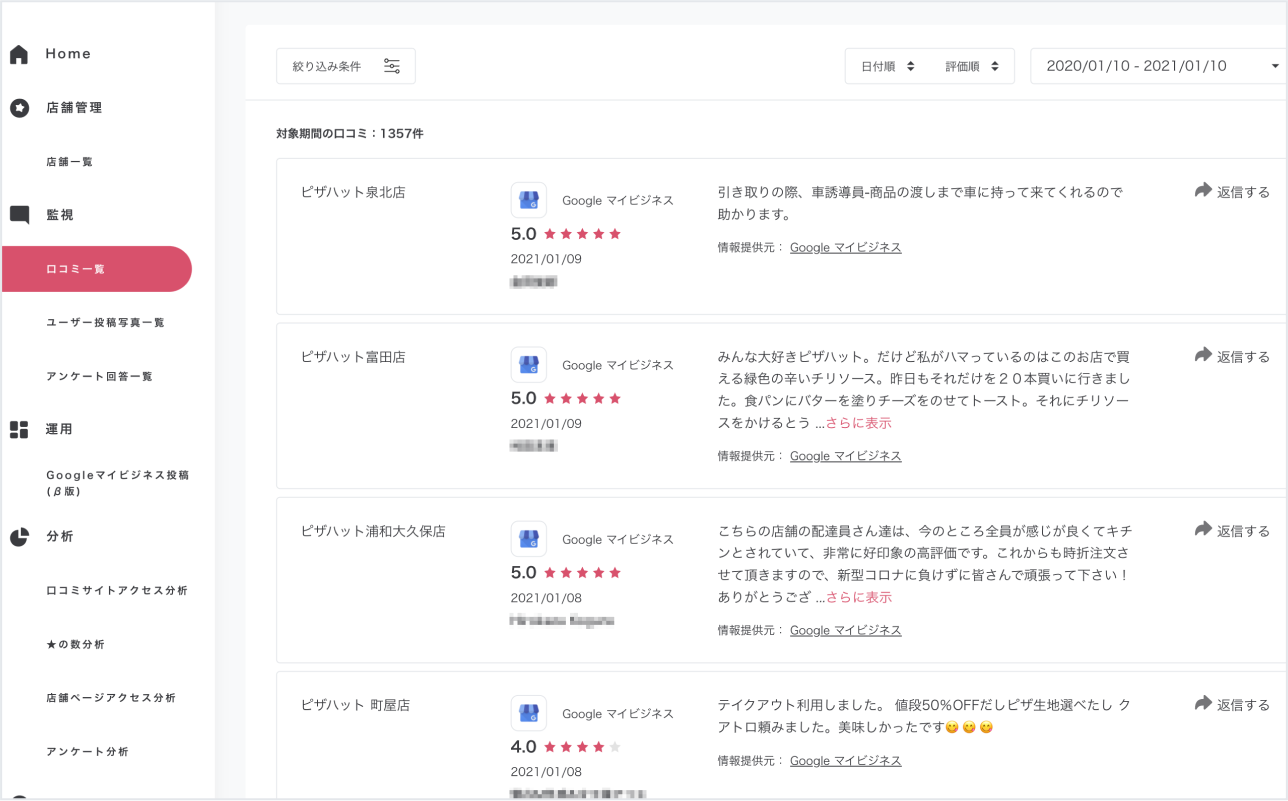 Home
店舗管理
店舗一覧
監視
口コミ一覧
ユーザー投稿写真一覧
アンケート回答一覧
運用
Googleマイビジネス投稿
(β版)
分析
口コミサイトアクセス分析
★の数分析
店舗ページアクセス分析
アンケート分析
絞り込み条件
日付順
評価順
2020/01/10 - 2021/01/10
対象期間の口コミ：1357件
ピザハット泉北店
Google マイビジネス
5.0 ★★★★★
2021/01/09
引き取りの際、車誘導員-商品の渡しまで車に持って来てくれるので
助かります。
情報提供元： Google マイビジネス
返信する
ピザハット富田店
Google マイビジネス
5.0 ★★★★★
2021/01/09
みんな大好きピザハット。だけど私がハマっているのはこのお店で買
える緑色の辛いチリソース。昨日もそれだけを２０本買いに行きまし
た。食パンにバターを塗りチーズをのせてトースト。それにチリソー
スをかけるとう ...さらに表示
情報提供元： Google マイビジネス
返信する
ピザハット浦和大久保店
Google マイビジネス
5.0 ★★★★★
2021/01/08
こちらの店舗の配達員さん達は、今のところ全員が感じが良くてキチ
ンとされていて、非常に好印象の高評価です。これからも時折注文さ
せて頂きますので、新型コロナに負けずに皆さんで頑張って下さい！
ありがとうござ ...さらに表示
情報提供元： Google マイビジネス
返信する
ピザハット 町屋店
Google マイビジネス
4.0 ★★★★★
2021/01/08
テイクアウト利用しました。 値段50%OFFだしピザ生地選べたし ク
アトロ頼みました。美味しかったです😋😋😋
情報提供元： Google マイビジネス
返信する